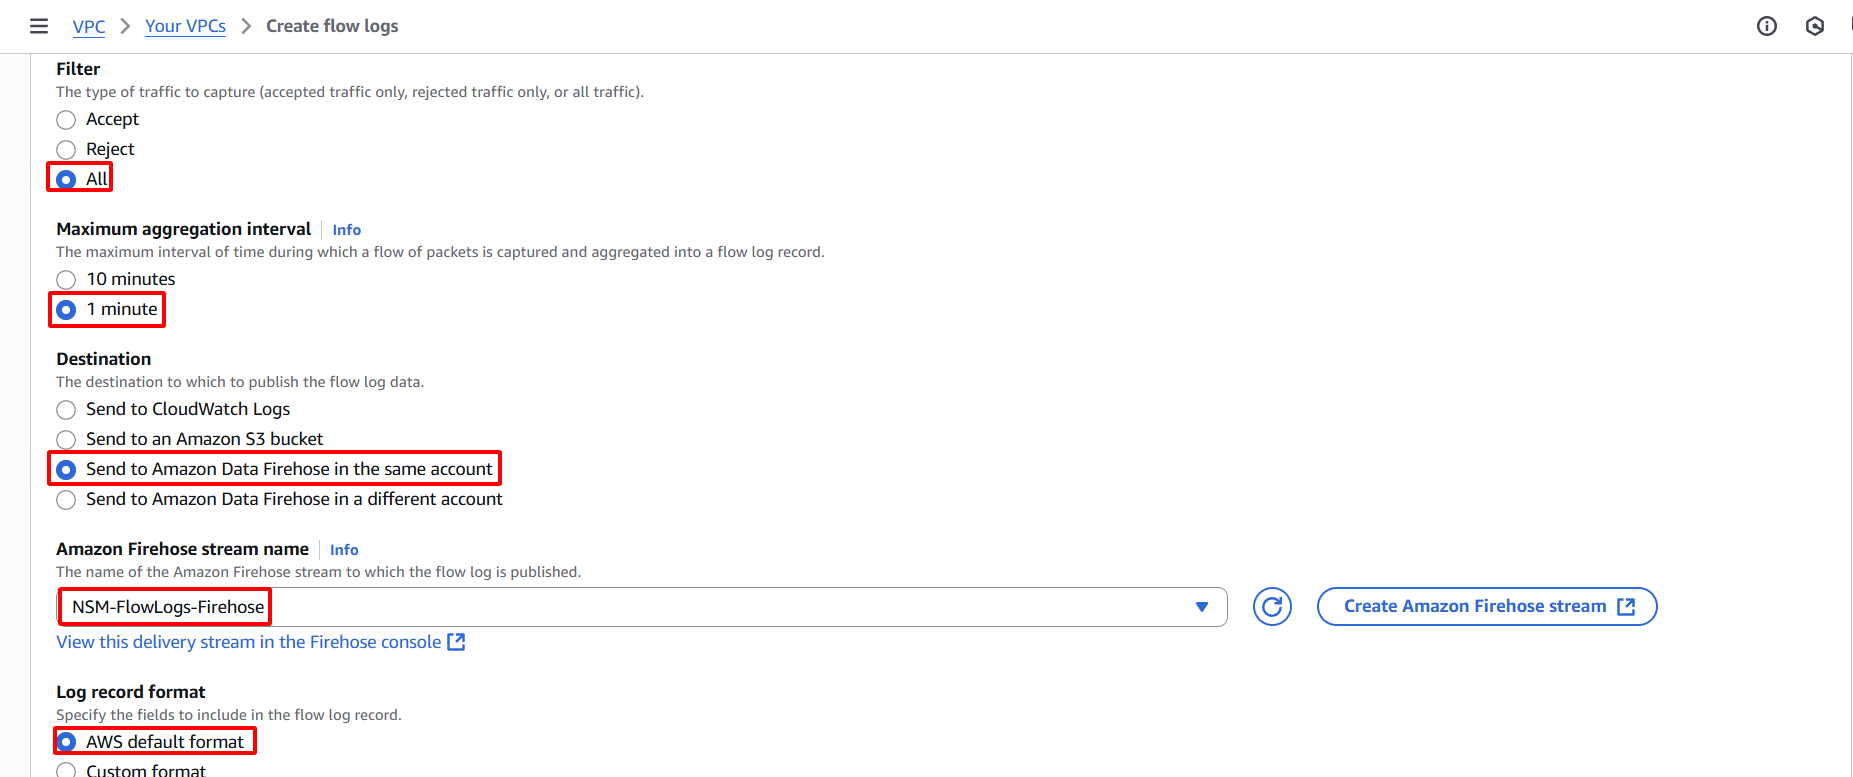 VPC > Your VPCs > Create flow logs
Filter
The type of traffic to capture (accepted traffic only, rejected traffic only, or all traffic).
Accept
Reject
All
Maximum aggregation interval | Info
The maximum interval of time during which a flow of packets is captured and aggregated into a flow log record.
10 minutes
1 minute
Destination
The destination to which to publish the flow log data.
Send to CloudWatch Logs
Send to an Amazon S3 bucket
Send to Amazon Data Firehose in the same account
Send to Amazon Data Firehose in a different account
Amazon Firehose stream name | Info
The name of the Amazon Firehose stream to which the flow log is published.
NSM-FlowLogs-Firehose
Create Amazon Firehose stream
View this delivery stream in the Firehose console
Log record format
Specify the fields to include in the flow log record.
AWS default format
Custom format